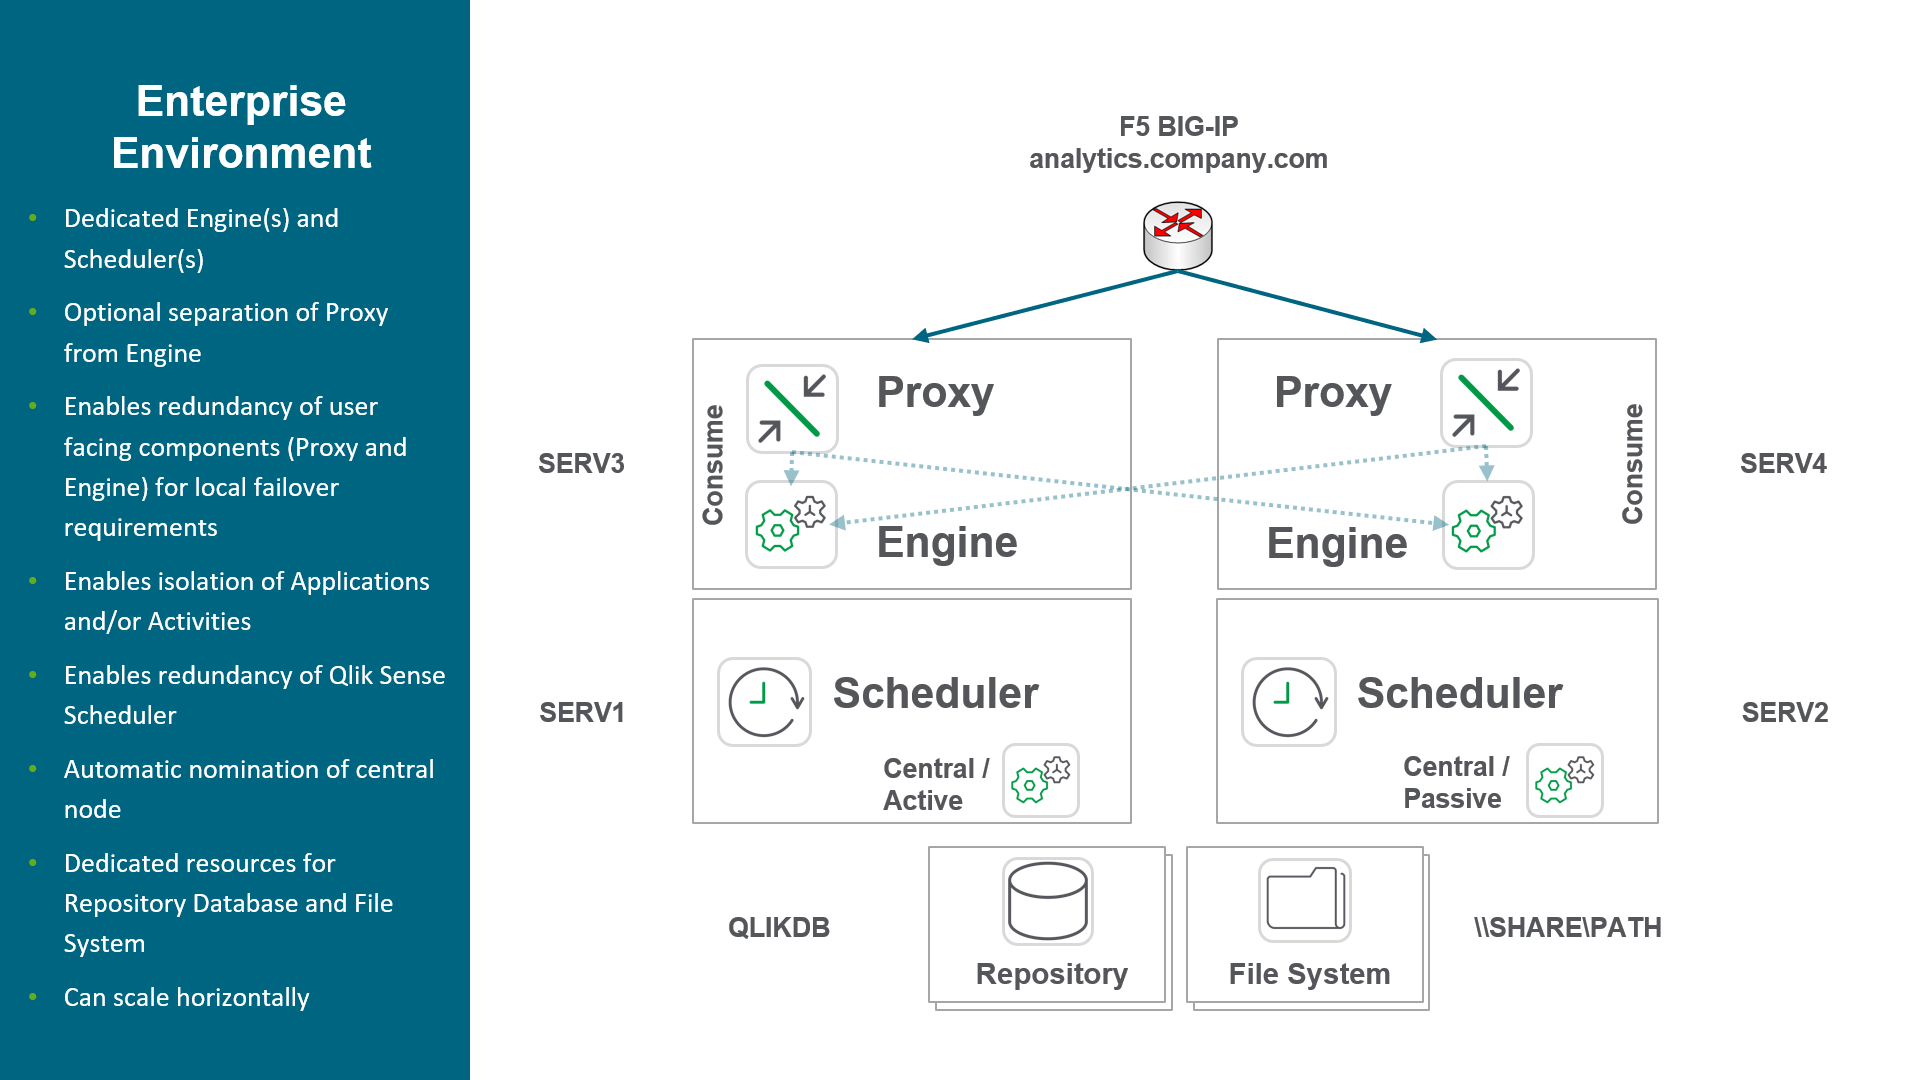 Enterprise
Environment
• Dedicated Engine(s) and
Scheduler(s)
• Optional separation of Proxy
from Engine
• Enables redundancy of user
facing components (Proxy and
Engine) for local failover
requirements
• Enables isolation of Applications
and/or Activities
• Enables redundancy of Qlik Sense
Scheduler
• Automatic nomination of central
node
• Dedicated resources for
Repository Database and File
System
• Can scale horizontally
F5 BIG-IP
analytics.company.com
SERV3
Consume
Proxy
Engine
Proxy
Engine
Consume
SERV4
SERV1
Scheduler
Central /
Active
Scheduler
Central /
Passive
SERV2
QLIKDB
Repository
File System
\\SHARE\PATH